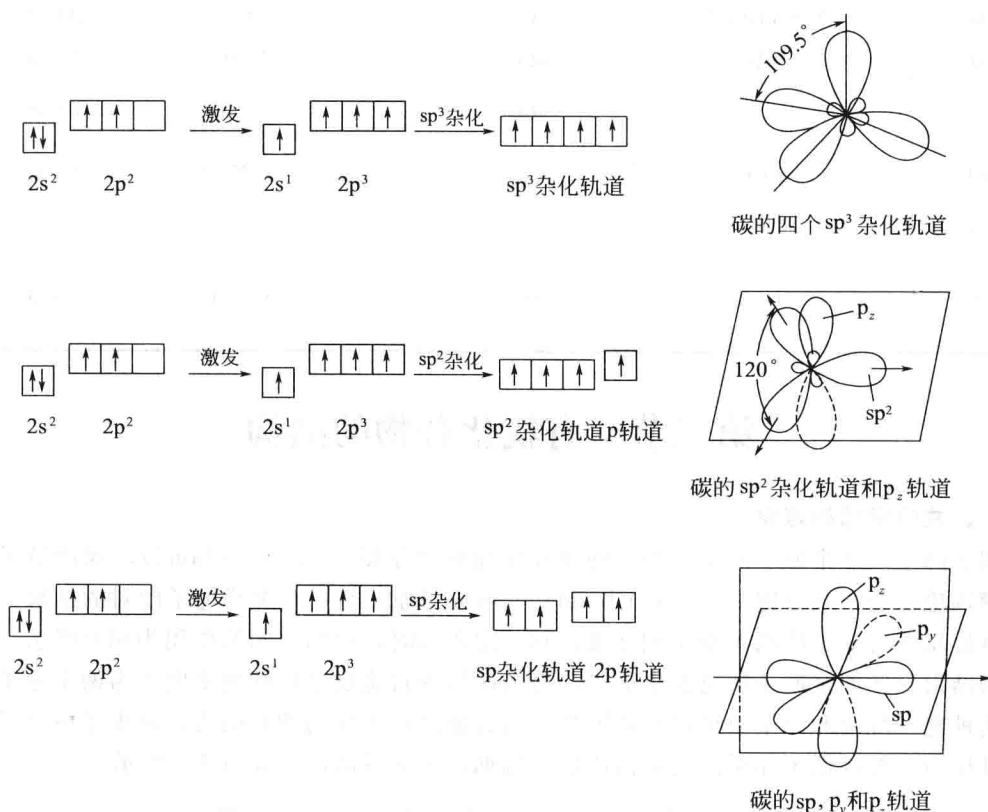 109.5°
激发
sp³杂化
2s² 2p² 2s¹ 2p³ sp³杂化轨道
碳的四个sp³杂化轨道
p_z
激发
sp²杂化
120°
sp²
2s² 2p² 2s¹ 2p³ sp²杂化轨道p轨道
碳的sp²杂化轨道和p_z轨道
p_z
激发
sp杂化
p_y
2s² 2p² 2s¹ 2p³ sp杂化轨道 2p轨道
sp
碳的sp, p_y和p_z轨道